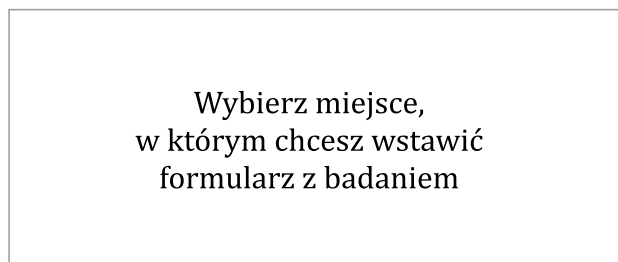 Wybierz miejsce,
w którym chcesz wstawić
formularz z badaniem